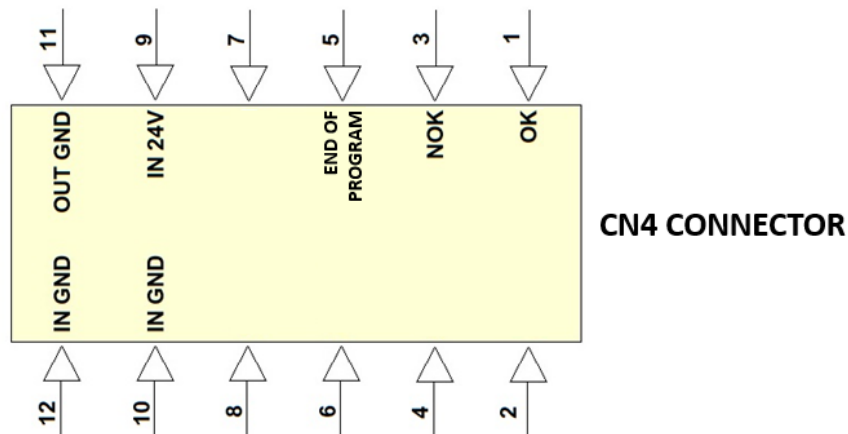 11
9
7
5
3
1
OUT GND
IN 24V
END OF
PROGRAM
NOK
OK
CN4 CONNECTOR
IN GND
IN GND
12
10
8
6
4
2